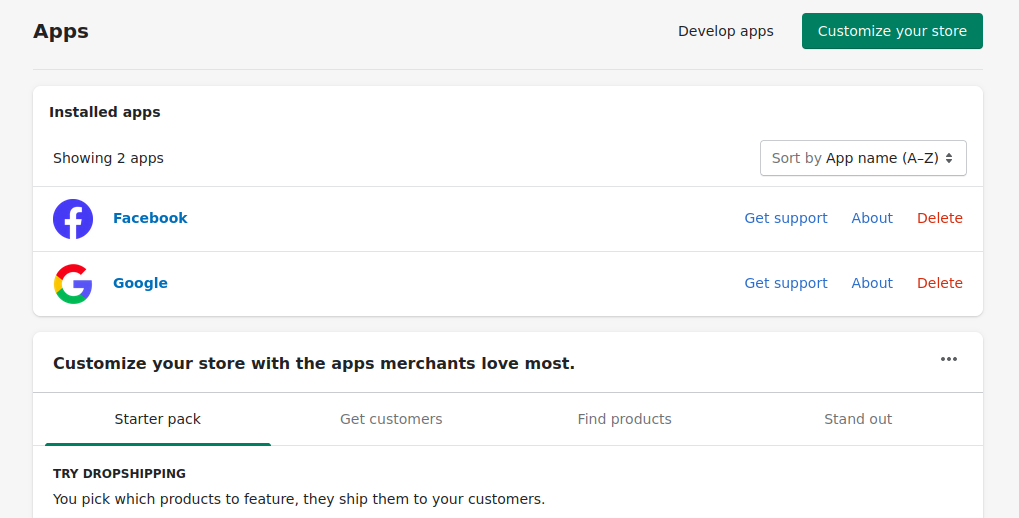 Apps
Develop apps
Customize your store
Installed apps
Showing 2 apps
Sort by App name (A–Z)
Facebook
Get support
About
Delete
Google
Get support
About
Delete
Customize your store with the apps merchants love most.
Starter pack
Get customers
Find products
Stand out
TRY DROPSHIPPING
You pick which products to feature, they ship them to your customers.